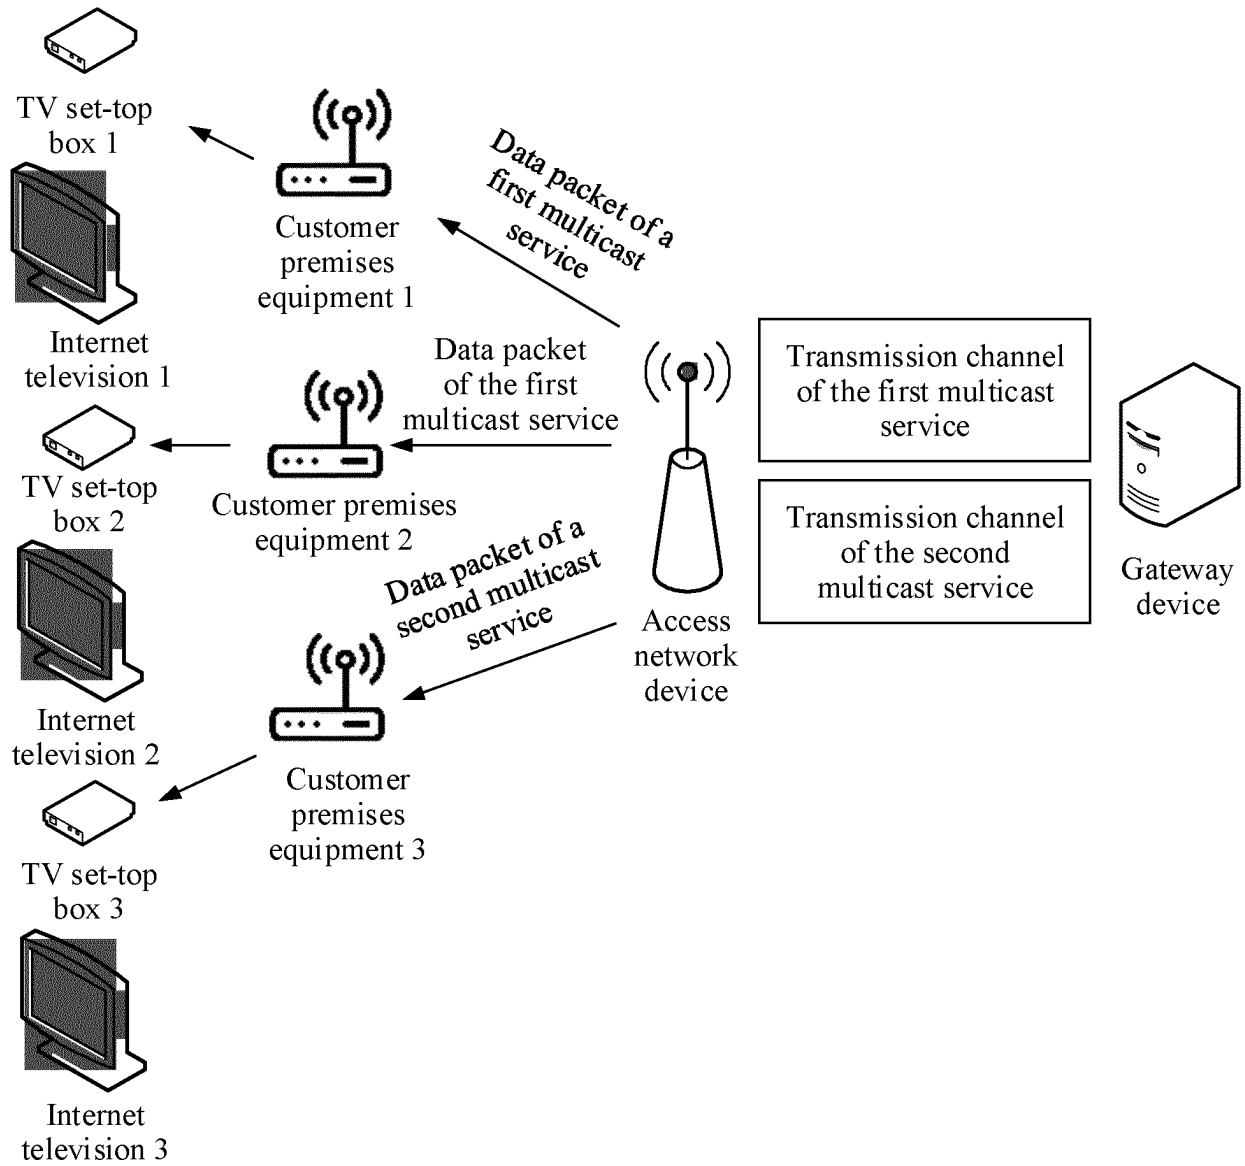 TV set-top
box 1
Internet
television 1
TV set-top
box 2
Internet
television 2
TV set-top
box 3
Internet
television 3
Customer
premises
equipment 1
Customer premises
equipment 2
Customer
premises
equipment 3
Data packet of a
first multicast
service
Data packet
of the first
multicast service
Data packet of a
second multicast
service
Access
network
device
Transmission channel
of the first multicast
service
Transmission channel
of the second
multicast service
Gateway
device